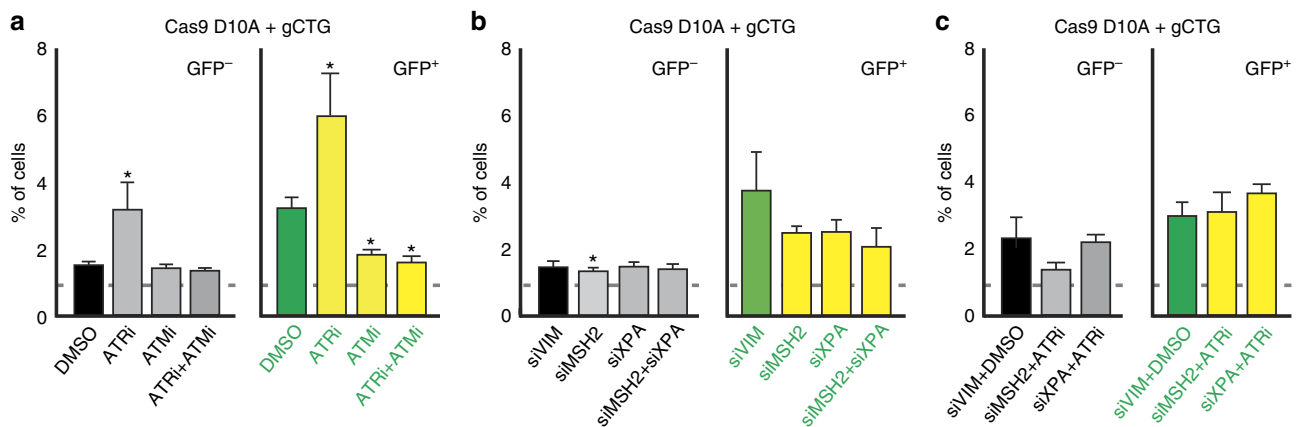 a
Cas9 D10A + gCTG
GFP⁻
GFP⁺
% of cells
8
6
4
2
0
*
*
*
*
DMSO
ATRi
ATMi
ATRi+ATMi
DMSO
ATRi
ATMi
ATRi+ATMi
b
Cas9 D10A + gCTG
GFP⁻
GFP⁺
% of cells
8
6
4
2
0
*
siVIM
siMSH2
siXPA
siMSH2+siXPA
siVIM
siMSH2
siXPA
siMSH2+siXPA
c
Cas9 D10A + gCTG
GFP⁻
GFP⁺
% of cells
8
6
4
2
0
siVIM+DMSO
siMSH2+ATRi
siXPA+ATRi
siVIM+DMSO
siMSH2+ATRi
siXPA+ATRi